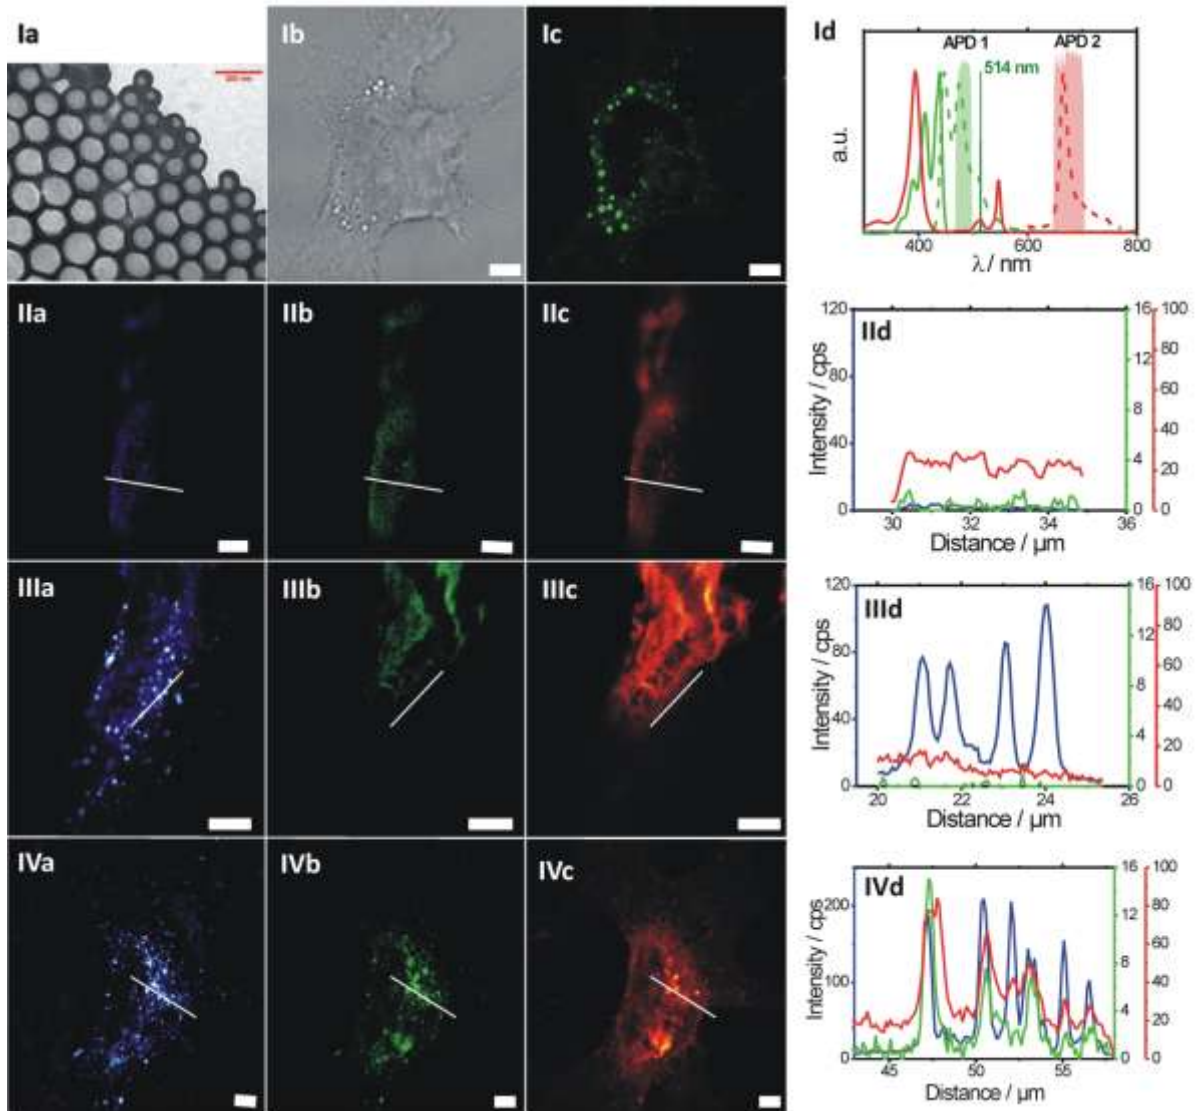 Ia
Ib
Ic
Id
APD 1
APD 2
514 nm
a.u.
400
600
800
λ / nm
IIa
IIb
IIc
IId
Intensity / cps
120
80
40
0
16
12
8
4
0
100
80
60
40
20
0
30
32
34
36
Distance / µm
IIIa
IIIb
IIIc
IIId
Intensity / cps
120
80
40
0
16
12
8
4
0
100
80
60
40
20
0
20
22
24
26
Distance / µm
IVa
IVb
IVc
IVd
Intensity / cps
200
100
0
16
12
8
4
0
100
80
60
40
20
0
45
50
55
Distance / µm